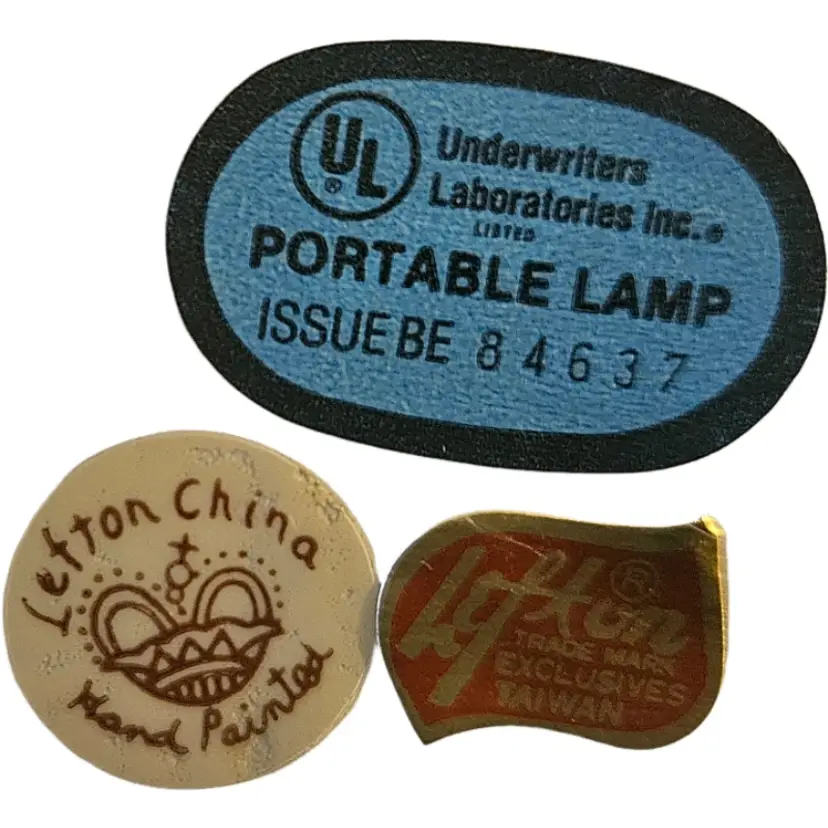 UL
®
Underwriters
Laboratories Inc.®
LISTED
PORTABLE LAMP
ISSUE BE 84637
Lefton China
Hand Painted
Lefton ®
TRADE MARK
EXCLUSIVES
TAIWAN